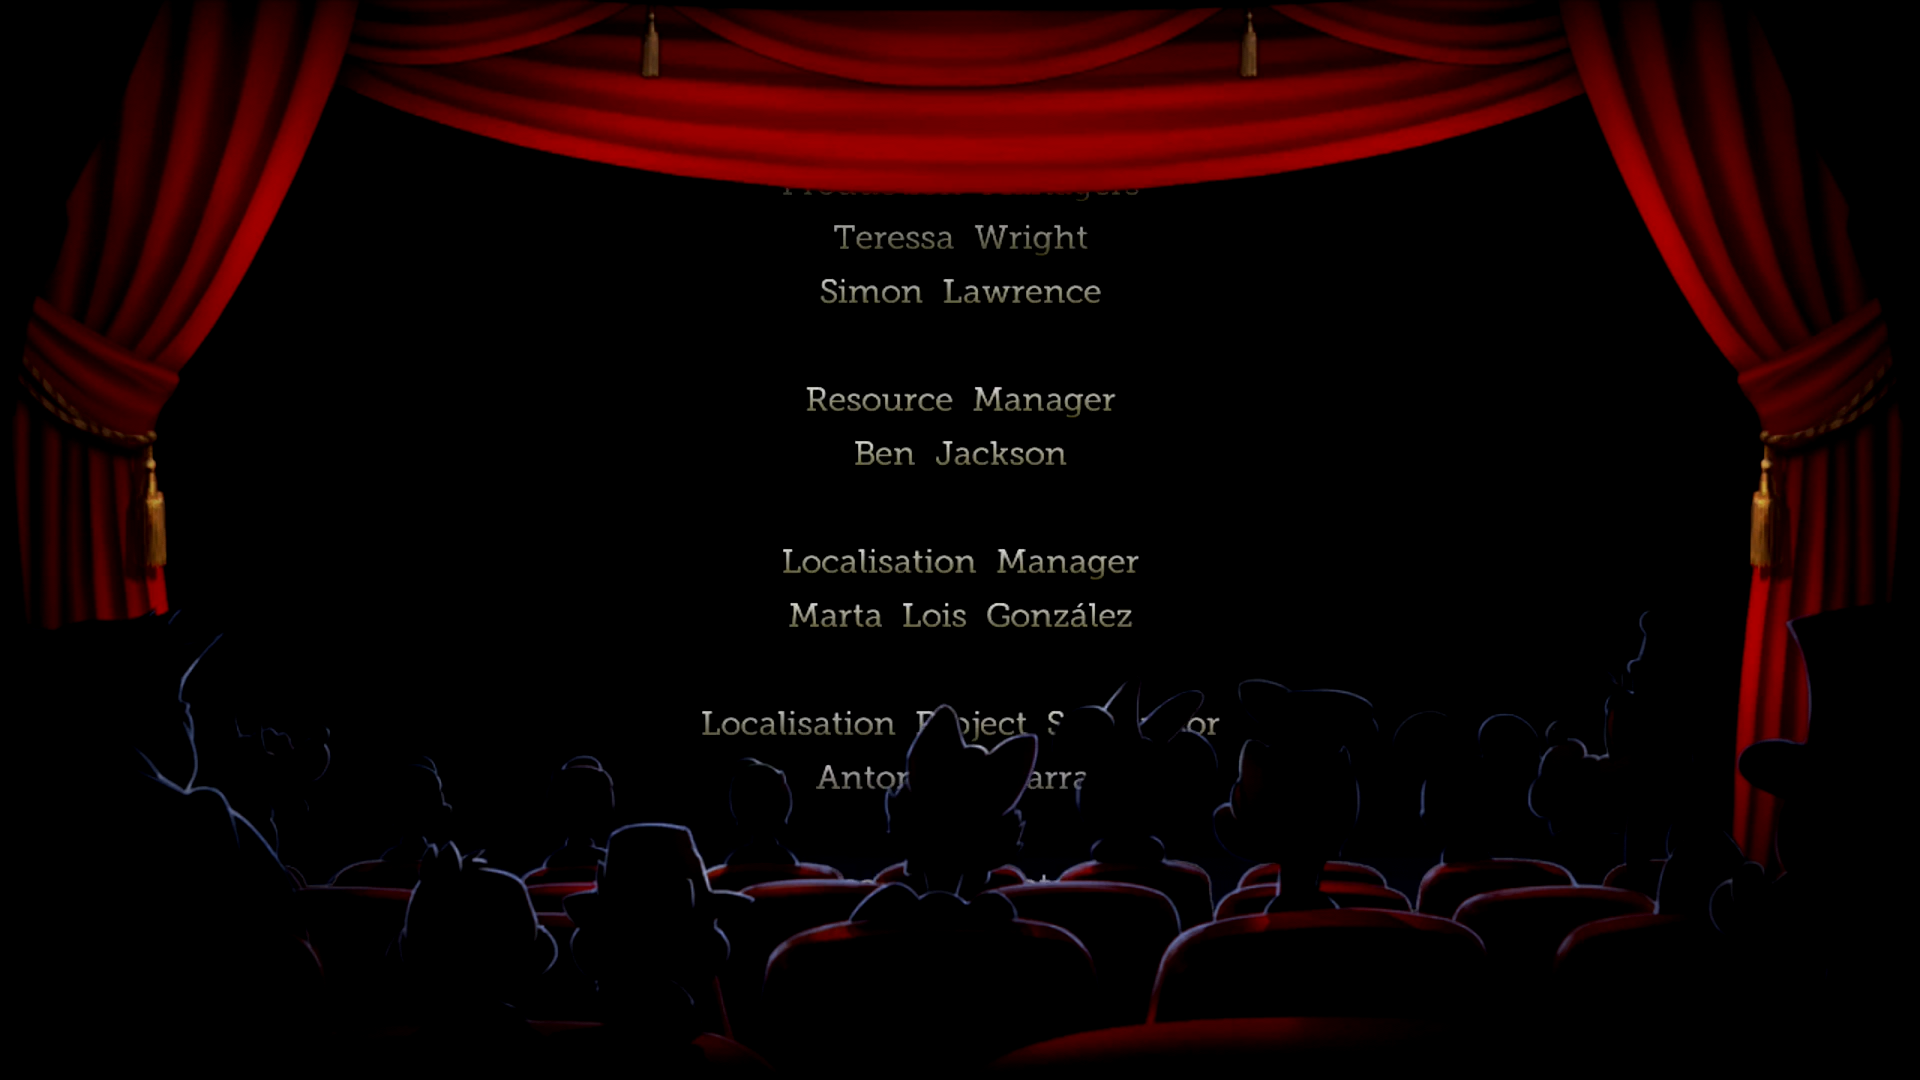 Teressa Wright
Simon Lawrence
Resource Manager
Ben Jackson
Localisation Manager
Marta Lois González
Localisation